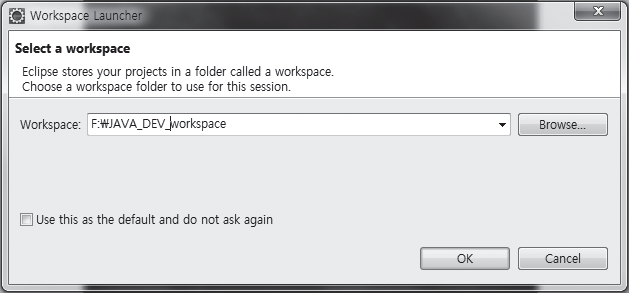 Workspace Launcher
Select a workspace
Eclipse stores your projects in a folder called a workspace.
Choose a workspace folder to use for this session.
Workspace: F:₩JAVA_DEV_workspace Browse...
Use this as the default and do not ask again
OK Cancel